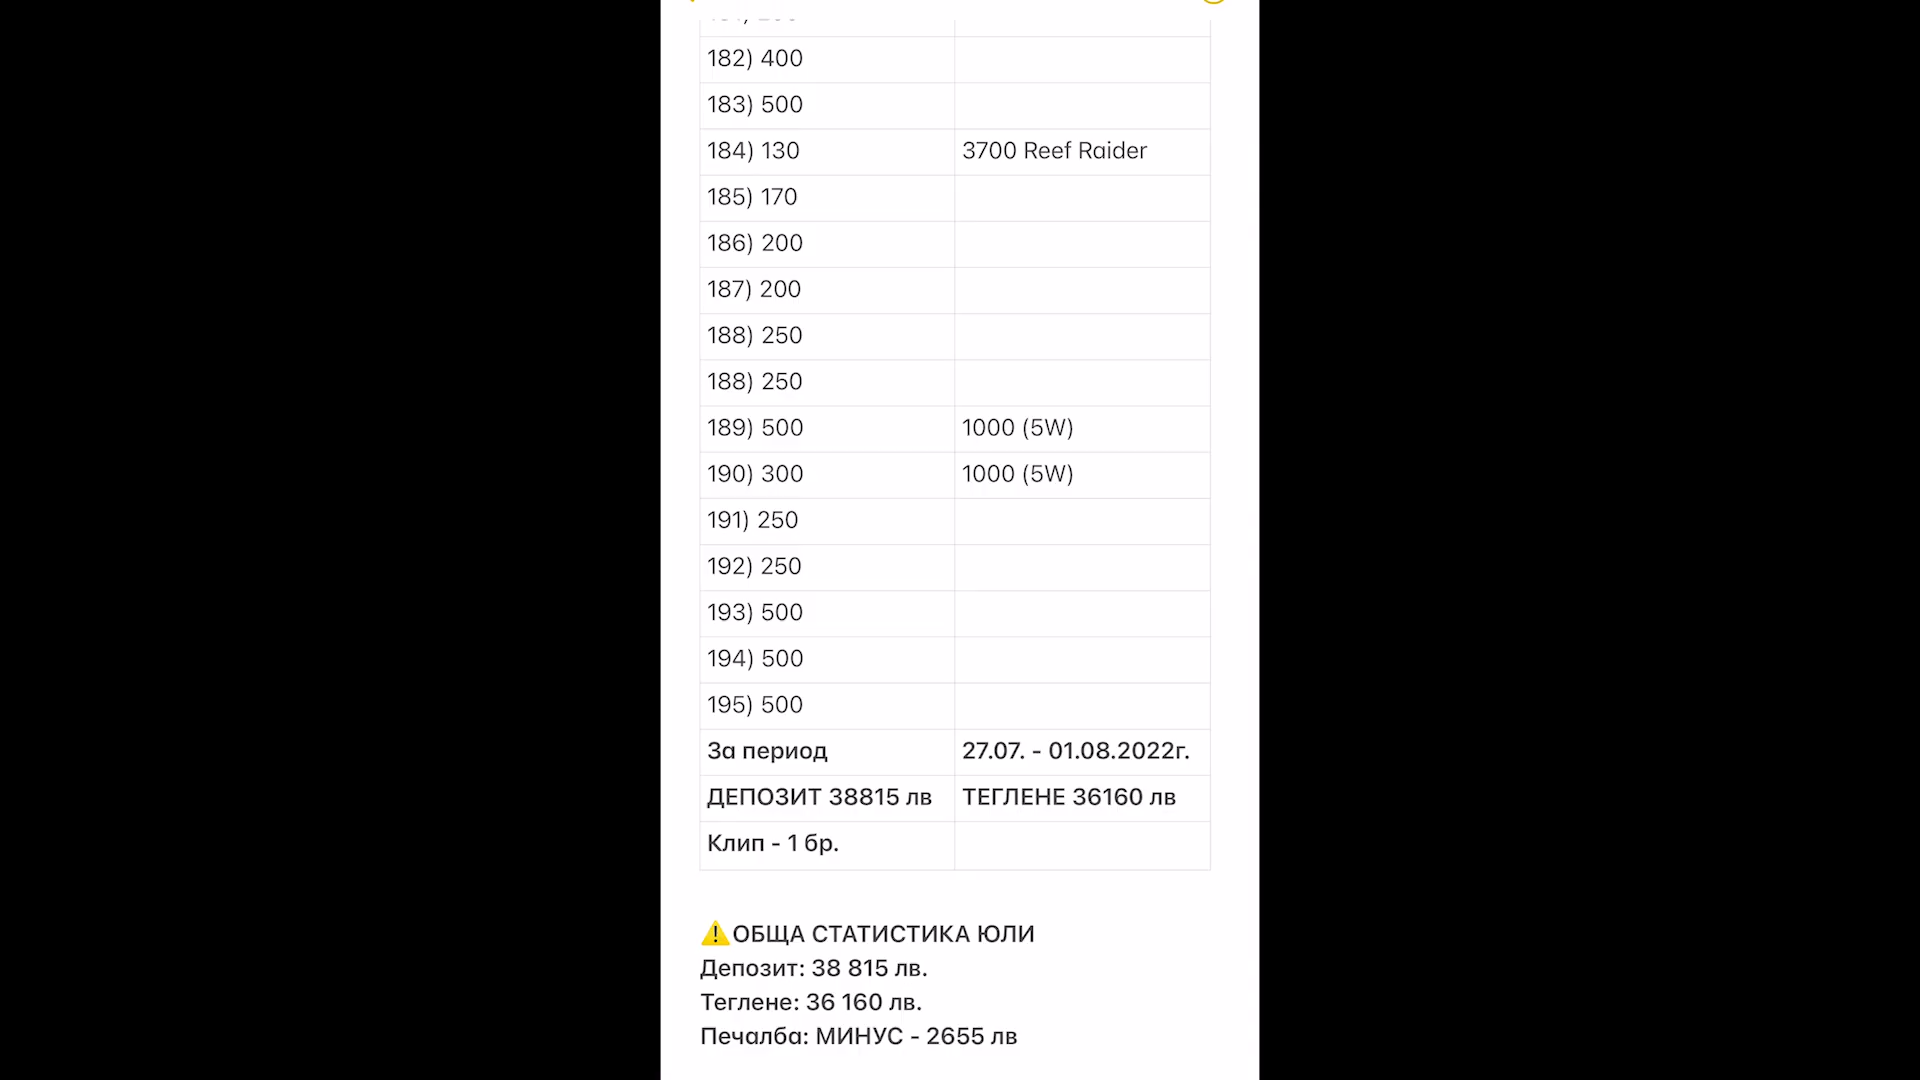 182) 400
183) 500
184) 130 3700 Reef Raider
185) 170
186) 200
187) 200
188) 250
188) 250
189) 500 1000 (5W)
190) 300 1000 (5W)
191) 250
192) 250
193) 500
194) 500
195) 500
За период 27.07. - 01.08.2022г.
ДЕПОЗИТ 38815 лв ТЕГЛЕНЕ 36160 лв
Клип - 1 бр.
⚠️ОБЩА СТАТИСТИКА ЮЛИ
Депозит: 38 815 лв.
Теглене: 36 160 лв.
Печалба: МИНУС - 2655 лв